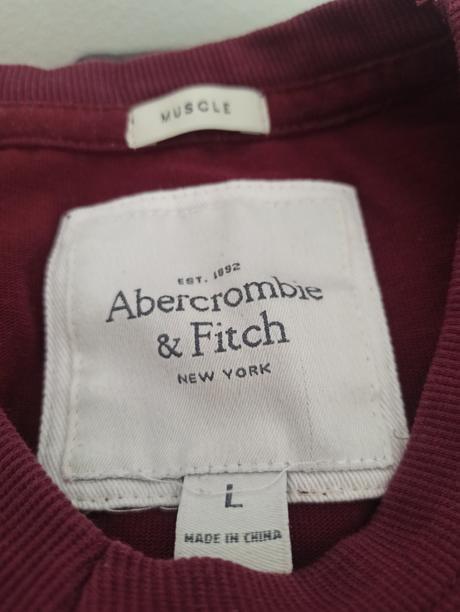 MUSCLE
EST. 1892
Abercrombie
& Fitch
NEW YORK
L
MADE IN CHINA